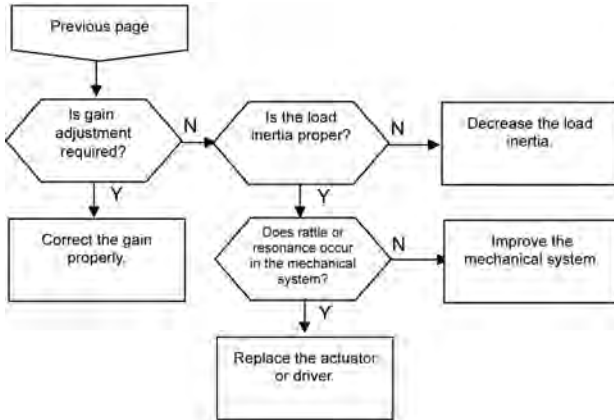 Previous page
Is gain
adjustment
required?
N
Is the load
inertia proper?
N
Decrease the load
inertia.
Y
Y
Correct the gain
properly.
Does rattle or
resonance occur
in the mechanical
system?
N
Improve the
mechanical system
Y
Replace the actuator
or driver.